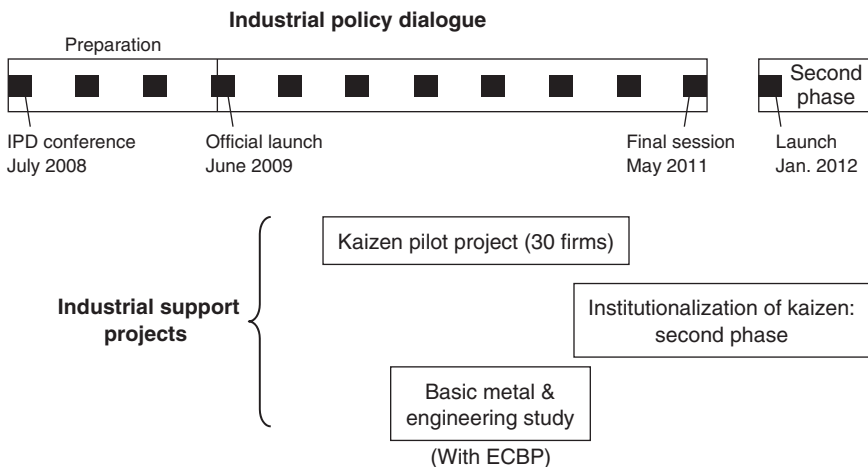 Industrial policy dialogue
Preparation
Second
phase
IPD conference
July 2008
Official launch
June 2009
Final session
May 2011
Launch
Jan. 2012
Kaizen pilot project (30 firms)
Industrial support
projects
Institutionalization of kaizen:
second phase
Basic metal &
engineering study
(With ECBP)